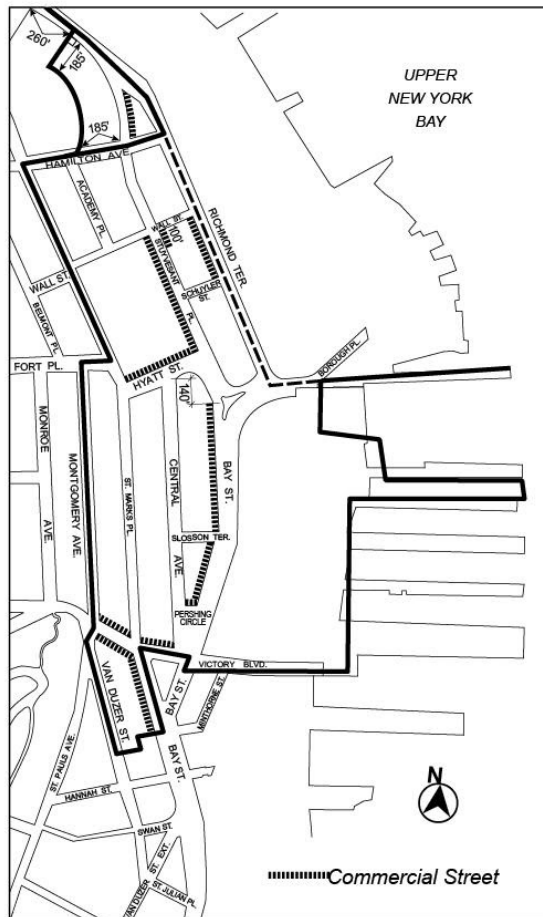 260'
185'
UPPER
NEW YORK
BAY
185'
HAMILTON AVE.
ACADEMY PL.
WALL ST.
100'
STUYVESANT
PL.
RICHMOND TER.
SCHUYLER
ST.
WALL ST.
BELMONT PL.
FORT PL.
HYATT ST.
140'
BOROUGH PL.
MONROE
AVE.
MONTGOMERY AVE.
ST. MARKS PL.
CENTRAL
AVE.
BAY ST.
SLOSSON TER.
PERSHING
CIRCLE
VICTORY BLVD.
VAN DUZER ST.
BAY ST.
MINTHORNE ST.
BAY ST.
ST. PAULS AVE.
HANNAH ST.
SWAN ST.
VAN DUZER
ST. EXT.
ST. JULIAN PL.
N
Commercial Street